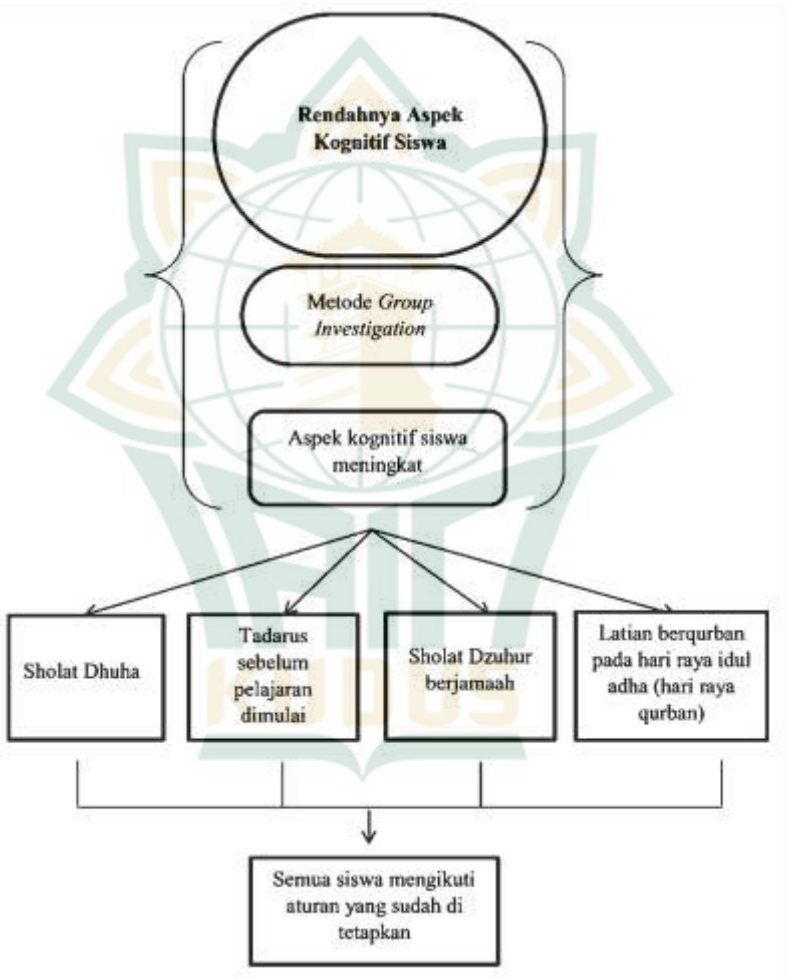 Rendahnya Aspek
Kognitif Siswa
Metode Group
Investigation
Aspek kognitif siswa
meningkat
Sholat Dhuha
Tadarus
sebelum
pelajaran
dimulai
Sholat Dzuhur
berjamaah
Latian berqurban
pada hari raya idul
adha (hari raya
qurban)
KUDUS
Semua siswa mengikuti
aturan yang sudah di
tetapkan